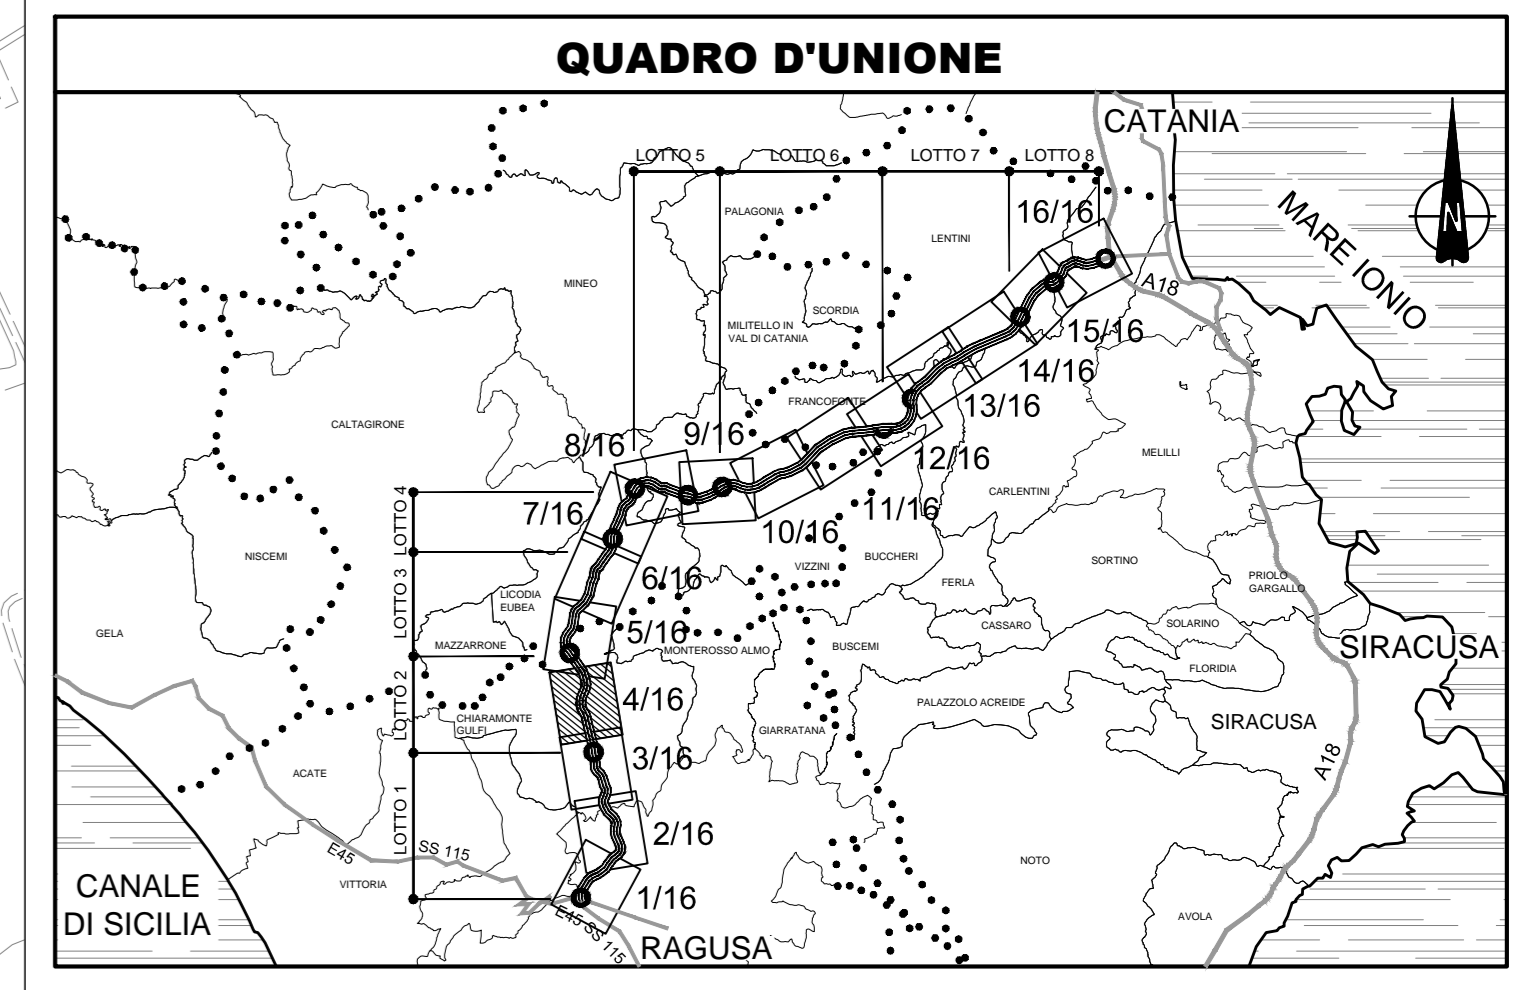 QUADRO D'UNIONE
CATANIA
LOTTO 5
LOTTO 6
LOTTO 7
LOTTO 8
MARE IONIO
N
16/16
PALAGONIA
LENTINI
MINEO
A18
SCORDIA
MILITELLO IN
VAL DI CATANIA
15/16
14/16
FRANCOFONTE
13/16
CALTAGIRONE
8/16
9/16
12/16
MELILLI
CARLENTINI
LOTTO 4
7/16
11/16
10/16
NISCEMI
BUCCHERI
SORTINO
VIZZINI
6/16
FERLA
PRIOLO
GARGALLO
LOTTO 3
LICODIA
EUBEA
GELA
5/16
CASSARO
SOLARINO
MAZZARRONE
MONTEROSSO ALMO
BUSCEMI
SIRACUSA
FLORIDIA
LOTTO 2
4/16
PALAZZOLO ACREIDE
CHIARAMONTE
GULFI
GIARRATANA
SIRACUSA
3/16
A18
ACATE
LOTTO 1
2/16
E45
SS 115
NOTO
VITTORIA
CANALE
DI SICILIA
1/16
AVOLA
E45 SS 115
RAGUSA